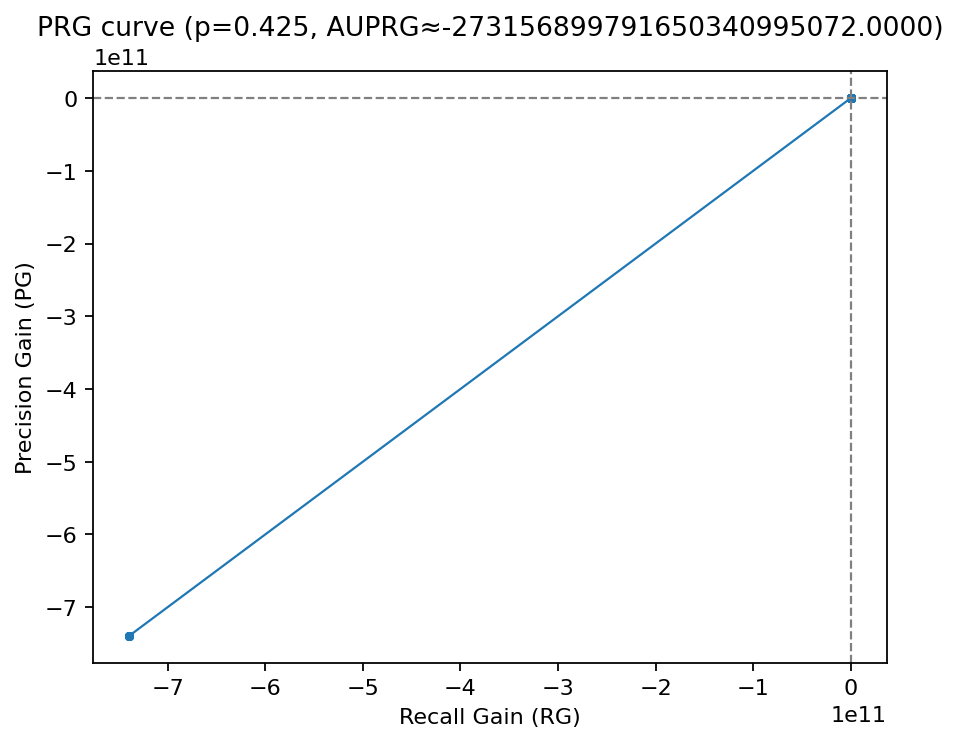 PRG curve (p=0.425, AUPRG≈-273156899791650340995072.0000)
1e11
0
−1
−2
−3
−4
−5
−6
−7
Precision Gain (PG)
−7 −6 −5 −4 −3 −2 −1 0
1e11
Recall Gain (RG)